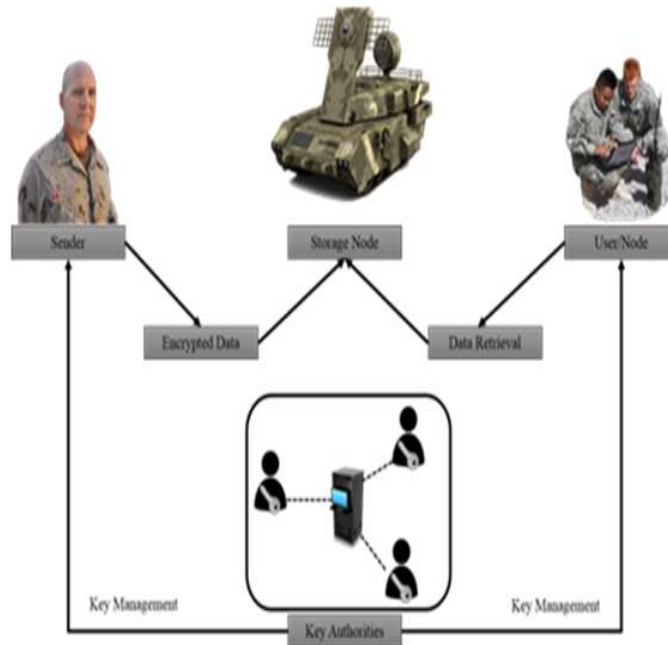 Sender
Storage Node
User/Node
Encrypted Data
Data Retrieval
Key Management
Key Management
Key Authorities